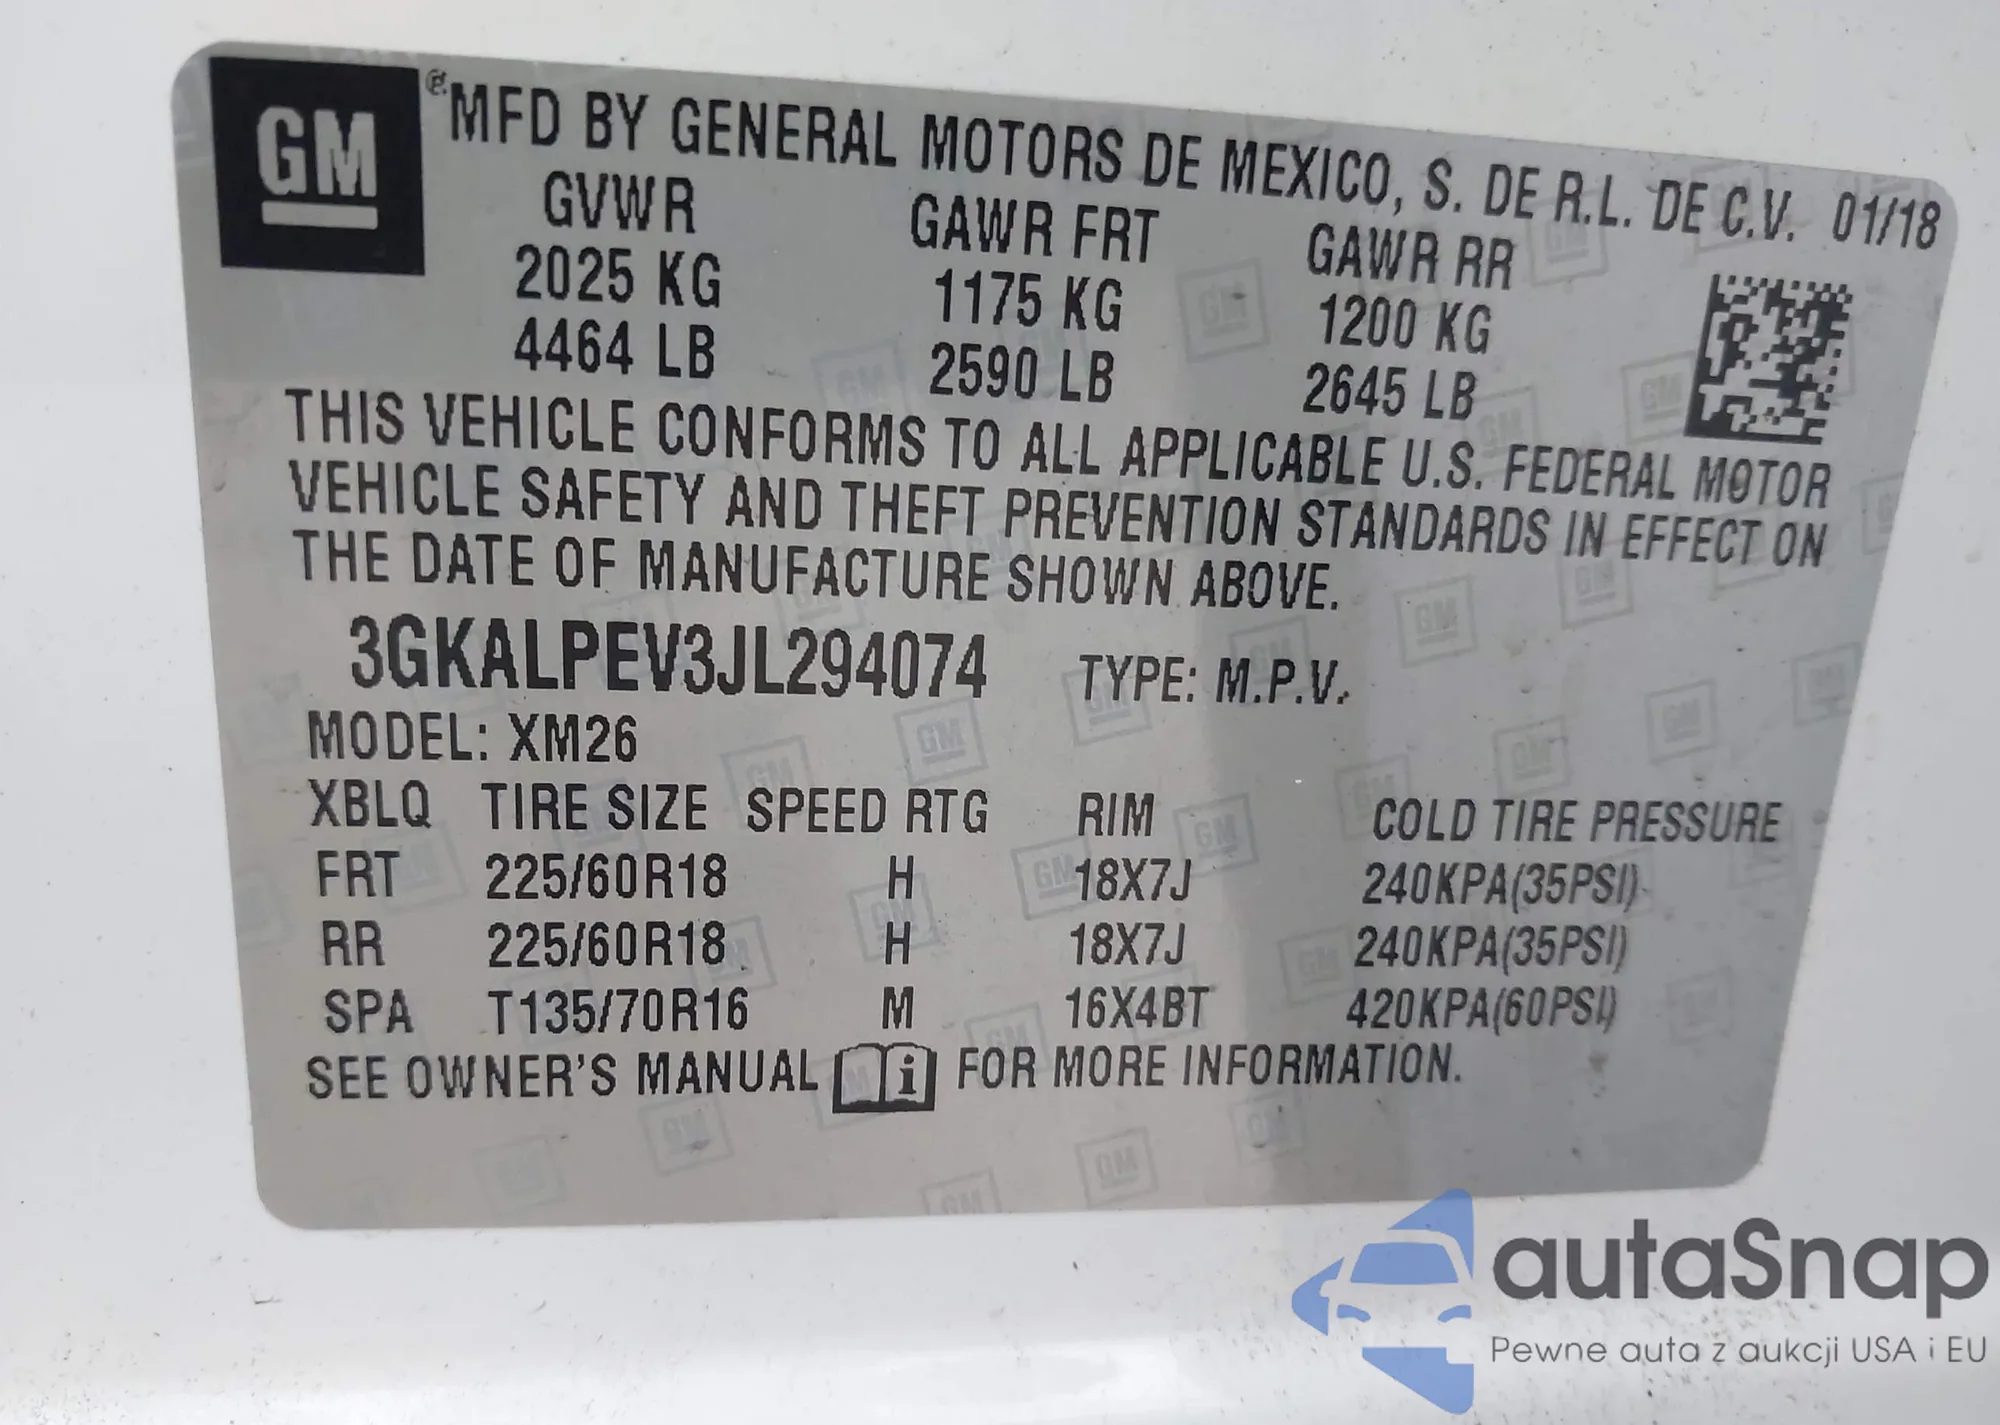 GM
MFD BY GENERAL MOTORS DE MEXICO, S. DE R.L. DE C.V. 01/18
GVWR GAWR FRT GAWR RR
2025 KG 1175 KG 1200 KG
4464 LB 2590 LB 2645 LB
THIS VEHICLE CONFORMS TO ALL APPLICABLE U.S. FEDERAL MOTOR
VEHICLE SAFETY AND THEFT PREVENTION STANDARDS IN EFFECT ON
THE DATE OF MANUFACTURE SHOWN ABOVE.
3GKALPEV3JL294074 TYPE: M.P.V.
MODEL: XM26
XBLQ TIRE SIZE SPEED RTG RIM COLD TIRE PRESSURE
FRT 225/60R18 H 18X7J 240KPA(35PSI)
RR 225/60R18 H 18X7J 240KPA(35PSI)
SPA T135/70R16 M 16X4BT 420KPA(60PSI)
SEE OWNER'S MANUAL i FOR MORE INFORMATION.
autaSnap
Pewne auta z aukcji USA i EU